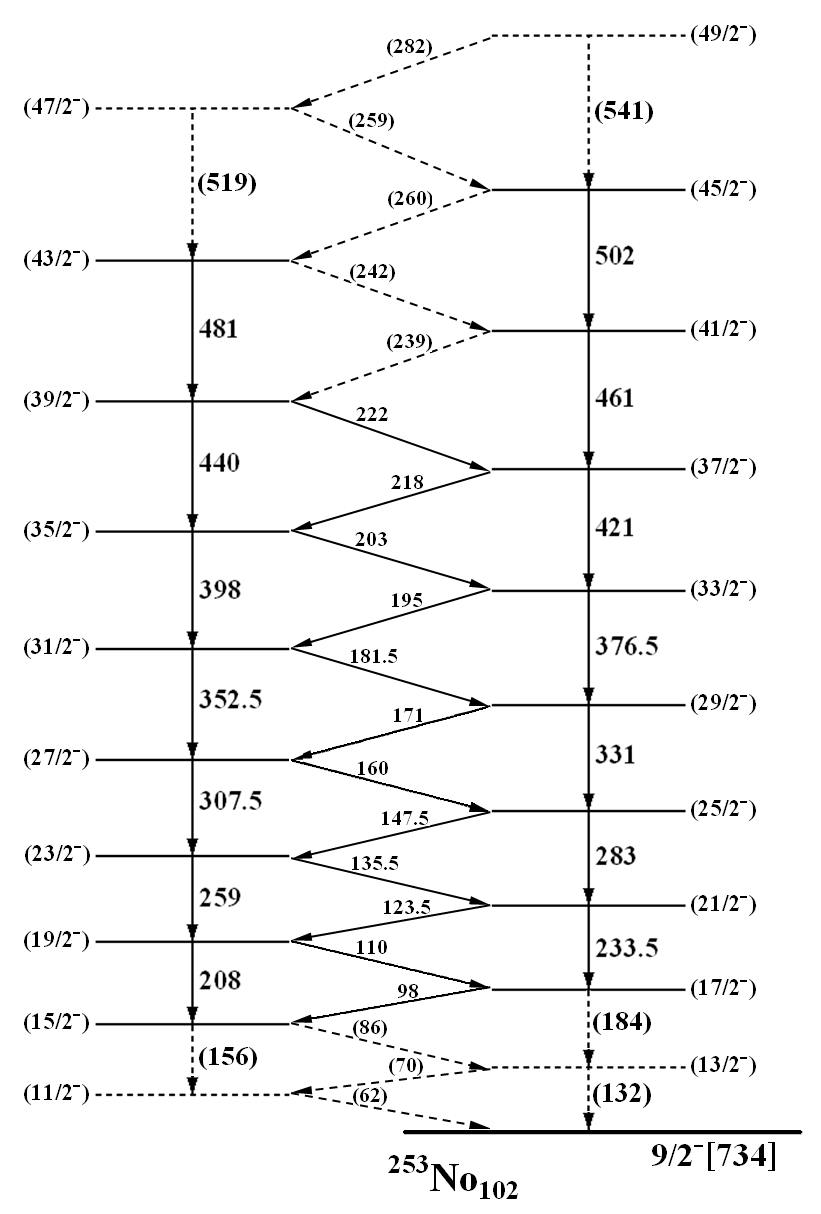 (282) (49/2⁻)
(47/2⁻) (259) (541)
(519) (260) (45/2⁻)
(43/2⁻) (242) 502
481 (239) (41/2⁻)
(39/2⁻) 222 461
440 218 (37/2⁻)
(35/2⁻) 203 421
398 195 (33/2⁻)
(31/2⁻) 181.5 376.5
352.5 171 (29/2⁻)
(27/2⁻) 160 331
307.5 147.5 (25/2⁻)
(23/2⁻) 135.5 283
259 123.5 (21/2⁻)
(19/2⁻) 110 233.5
208 98 (17/2⁻)
(15/2⁻) (86) (184)
(156) (70) (13/2⁻)
(11/2⁻) (62) (132)
9/2⁻[734]
²⁵³No₁₀₂